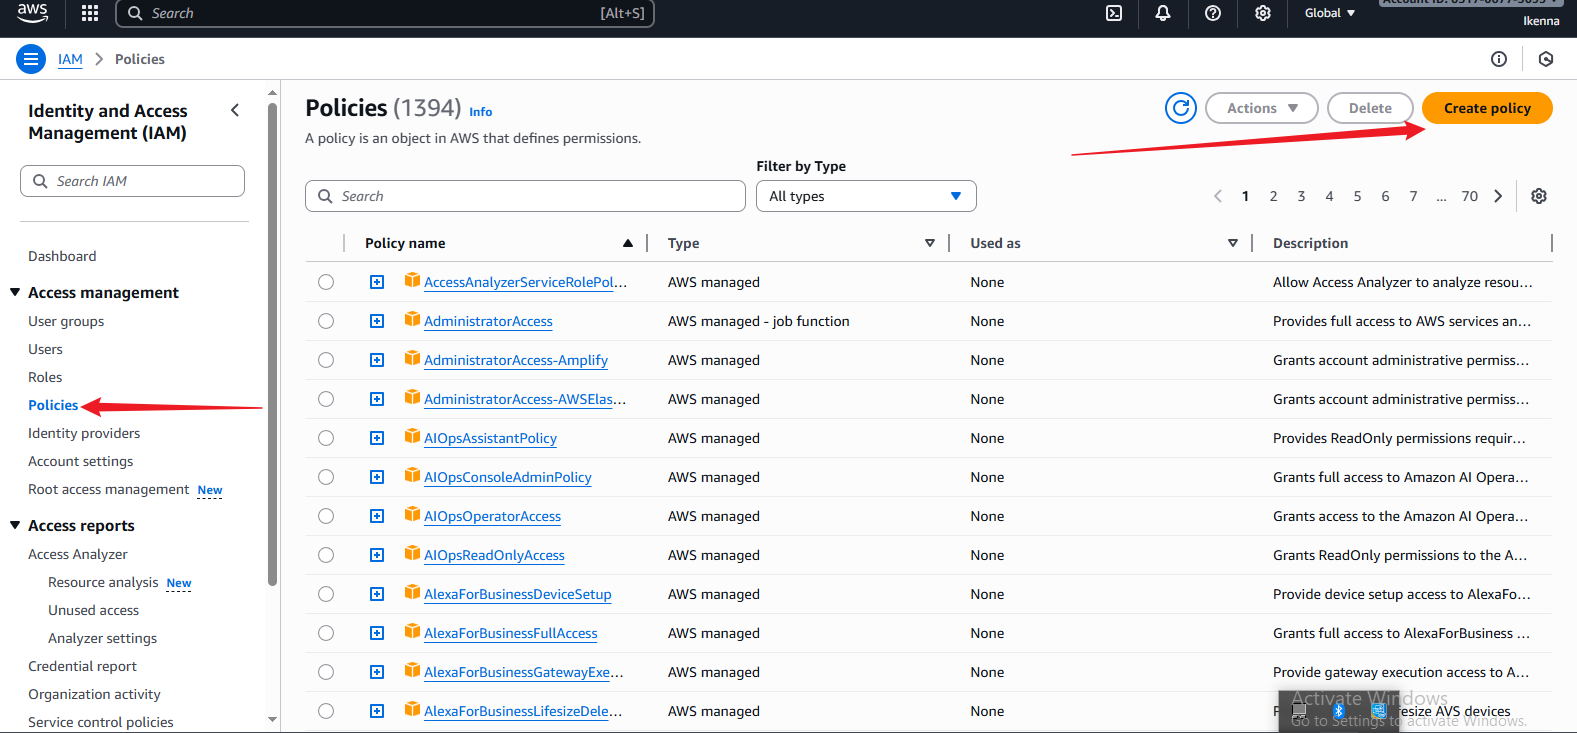 aws
Search [Alt+S]
Global
Ikenna
IAM > Policies
Identity and Access
Management (IAM)
Search IAM
Dashboard
Access management
User groups
Users
Roles
Policies
Identity providers
Account settings
Root access management New
Access reports
Access Analyzer
Resource analysis New
Unused access
Analyzer settings
Credential report
Organization activity
Service control policies
Policies (1394) Info
Actions
Delete
Create policy
A policy is an object in AWS that defines permissions.
Search
Filter by Type
All types
1 2 3 4 5 6 7 ... 70
Policy name Type Used as Description
AccessAnalyzerServiceRolePol... AWS managed None Allow Access Analyzer to analyze resou...
AdministratorAccess AWS managed - job function None Provides full access to AWS services an...
AdministratorAccess-Amplify AWS managed None Grants account administrative permiss...
AdministratorAccess-AWSElas... AWS managed None Grants account administrative permiss...
AIOpsAssistantPolicy AWS managed None Provides ReadOnly permissions requir...
AIOpsConsoleAdminPolicy AWS managed None Grants full access to Amazon AI Opera...
AIOpsOperatorAccess AWS managed None Grants access to the Amazon AI Opera...
AIOpsReadOnlyAccess AWS managed None Grants ReadOnly permissions to the A...
AlexaForBusinessDeviceSetup AWS managed None Provide device setup access to AlexaFo...
AlexaForBusinessFullAccess AWS managed None Grants full access to AlexaForBusiness ...
AlexaForBusinessGatewayExe... AWS managed None Provide gateway execution access to A...
AlexaForBusinessLifesizeDele... AWS managed None AVS devices
Activate Windows
Go to Settings to activate Windows.